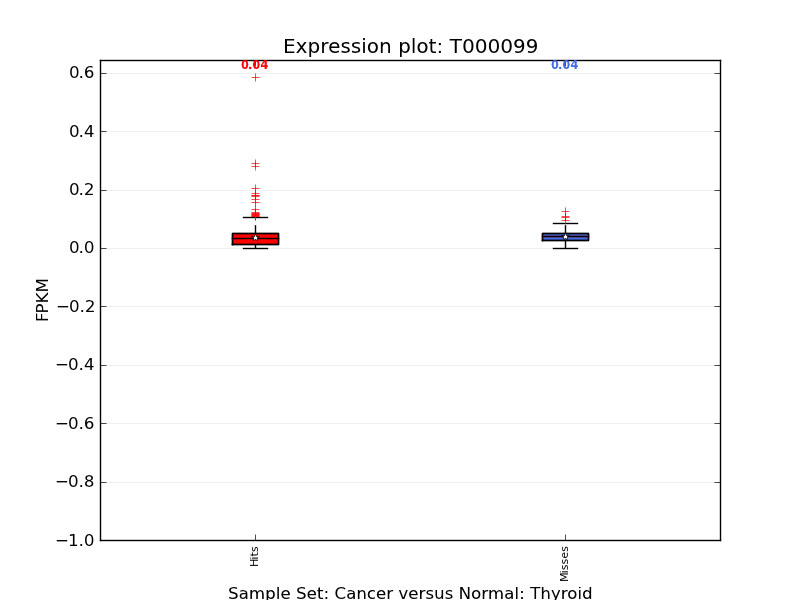 Expression plot: T000099
0.04
0.04
0.6
0.4
0.2
0.0
−0.2
−0.4
−0.6
−0.8
−1.0
FPKM
Hits
Misses
Sample Set: Cancer versus Normal: Thyroid